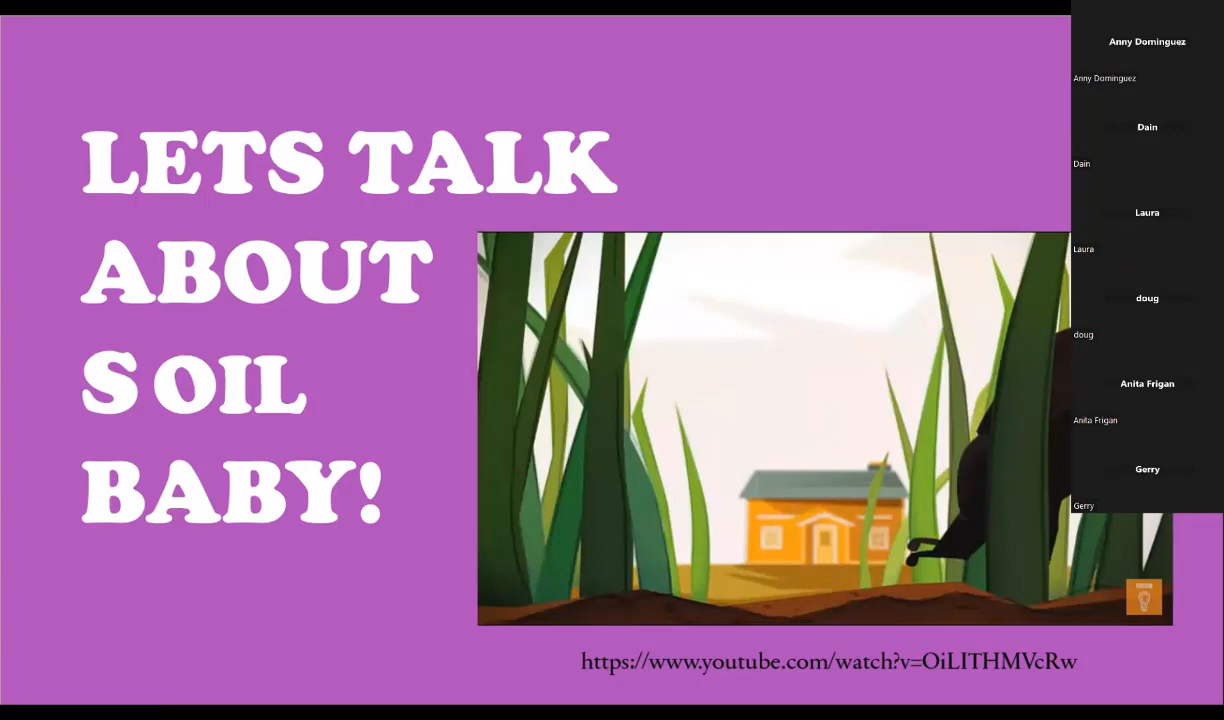 LETS TALK
ABOUT
SOIL
BABY!
https://www.youtube.com/watch?v=OiLITHMVcRw
Anny Dominguez
Anny Dominguez
Dain
Dain
Laura
Laura
doug
doug
Anita Frigan
Anita Frigan
Gerry
Gerry